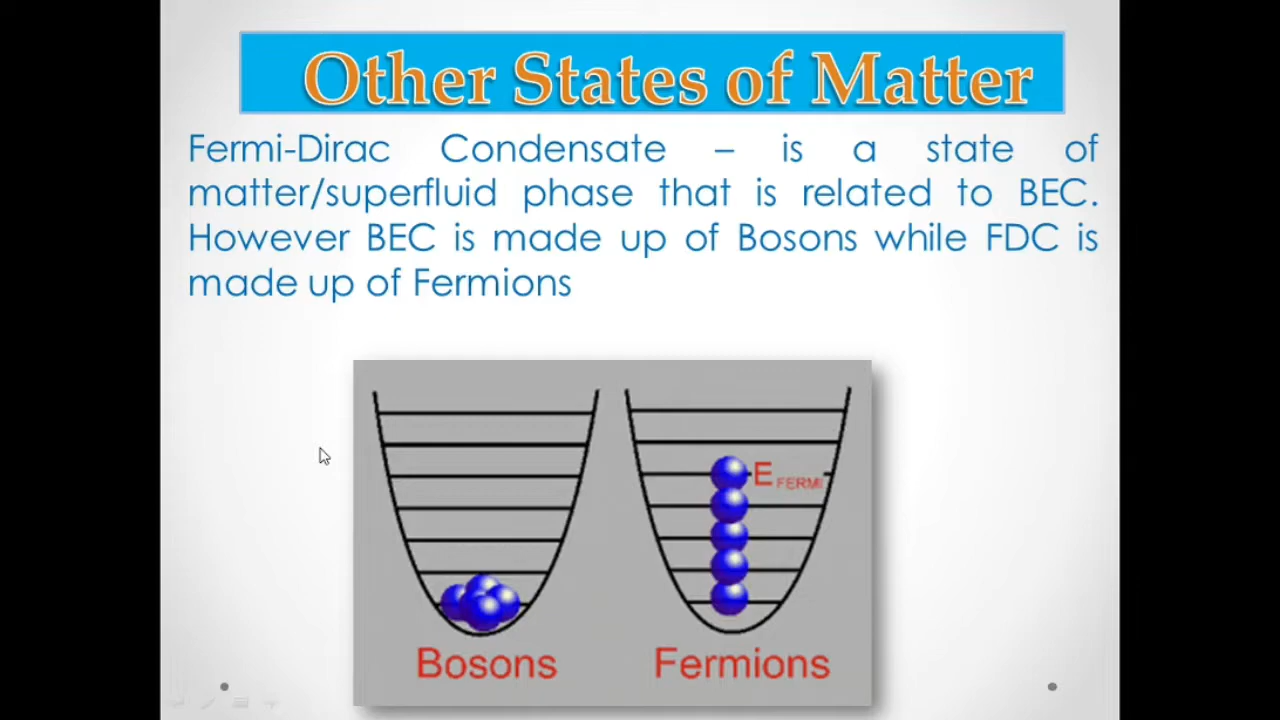 Other States of Matter
Fermi-Dirac Condensate – is a state of
matter/superfluid phase that is related to BEC.
However BEC is made up of Bosons while FDC is
made up of Fermions
E FERMI
Bosons
Fermions